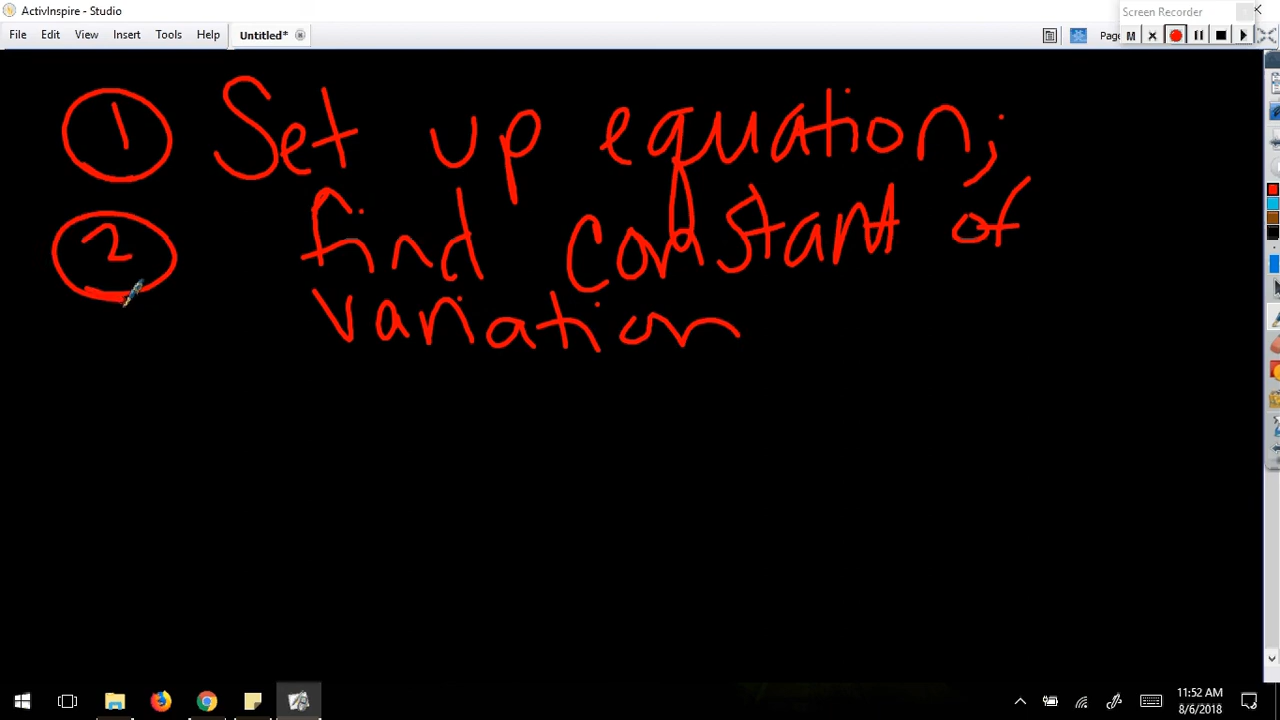 ActivInspire - Studio
Screen Recorder
File Edit View Insert Tools Help Untitled*
Page
M
1 Set up equation;
2 find constant of
variation
11:52 AM
8/6/2018